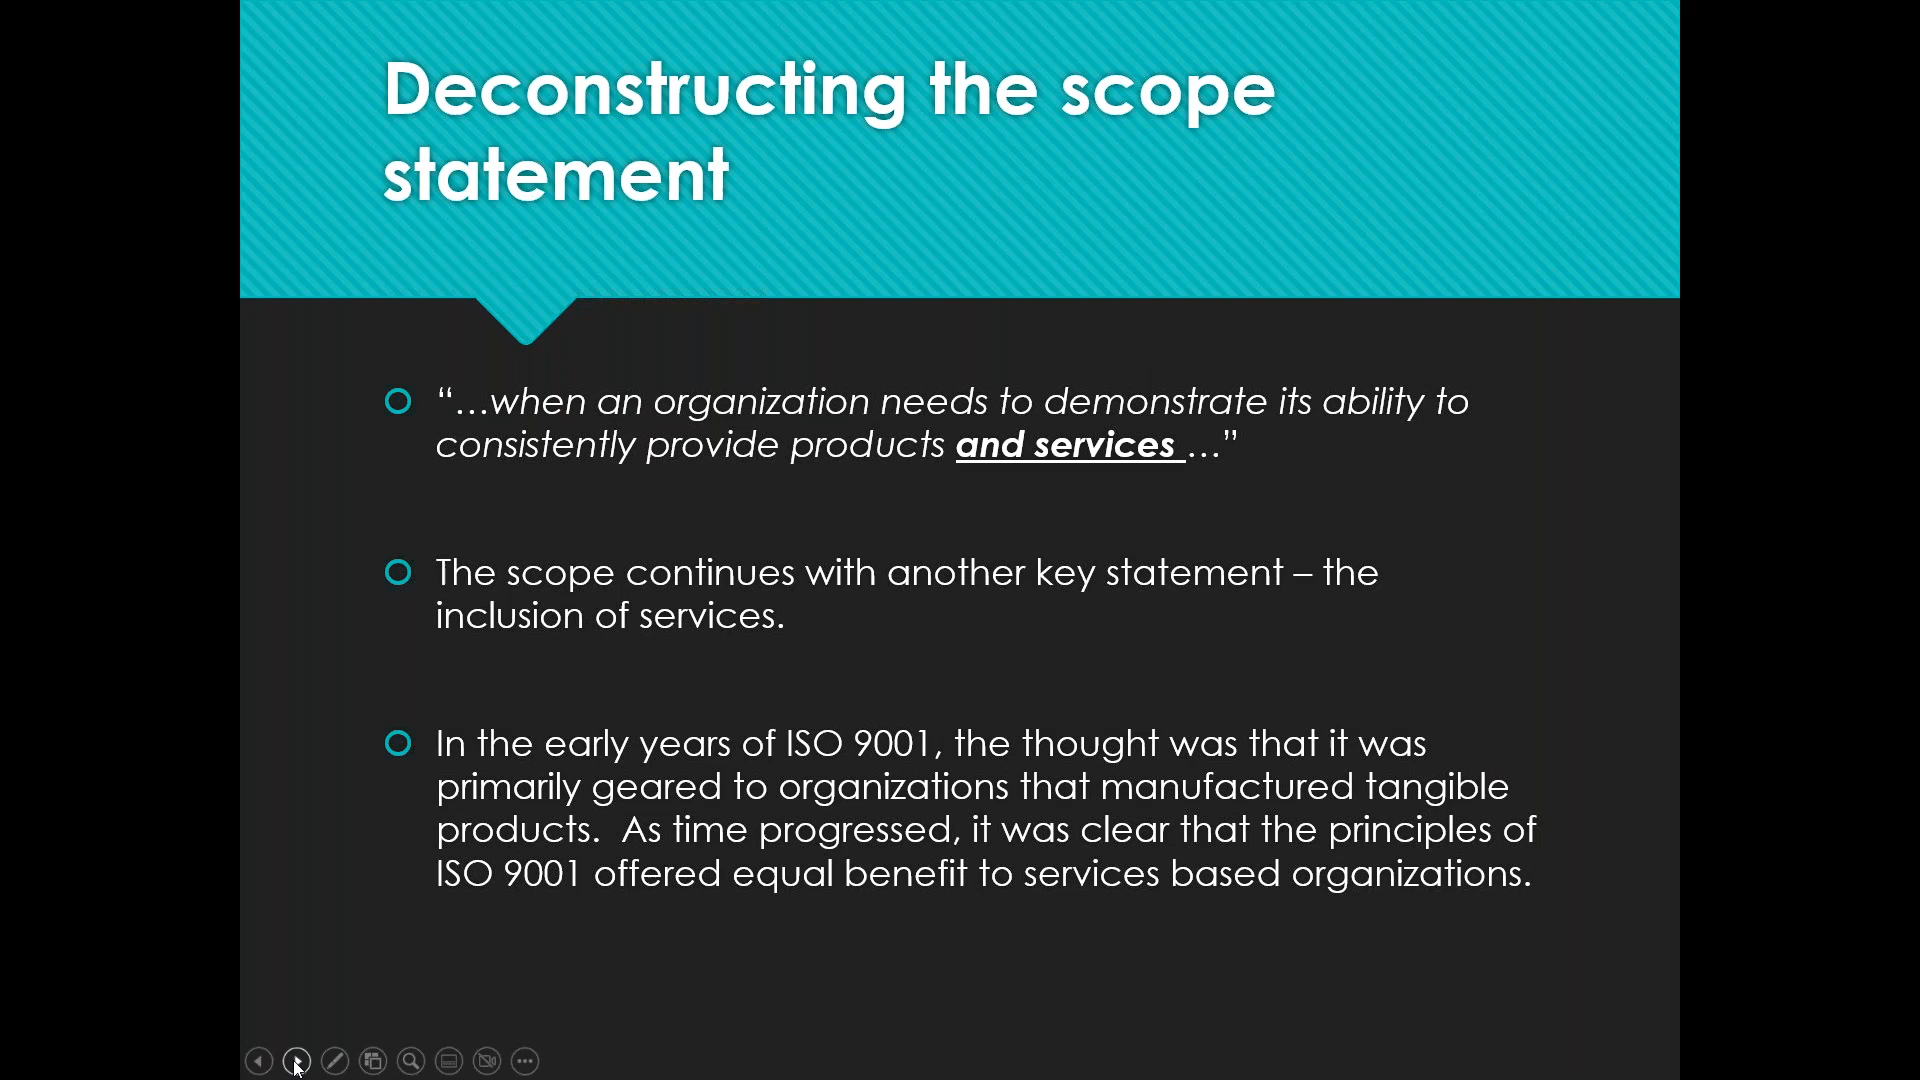 Deconstructing the scope
statement
“…when an organization needs to demonstrate its ability to
consistently provide products and services …”
The scope continues with another key statement – the
inclusion of services.
In the early years of ISO 9001, the thought was that it was
primarily geared to organizations that manufactured tangible
products.  As time progressed, it was clear that the principles of
ISO 9001 offered equal benefit to services based organizations.